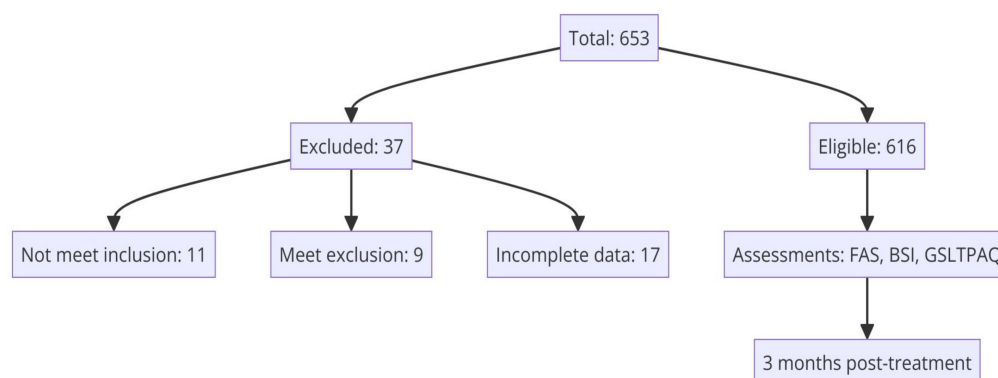 Total: 653
Excluded: 37
Eligible: 616
Not meet inclusion: 11
Meet exclusion: 9
Incomplete data: 17
Assessments: FAS, BSI, GSLTPAQ
3 months post-treatment